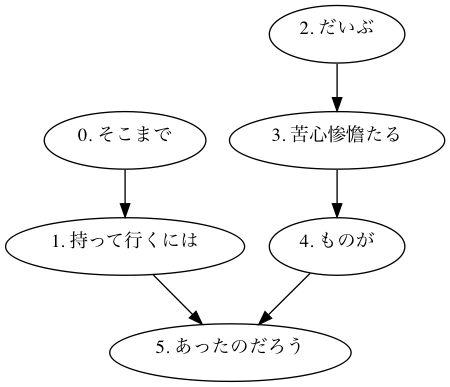 2. だいぶ
0. そこまで
3. 苦心惨憺たる
1. 持って行くには
4. ものが
5. あったのだろう